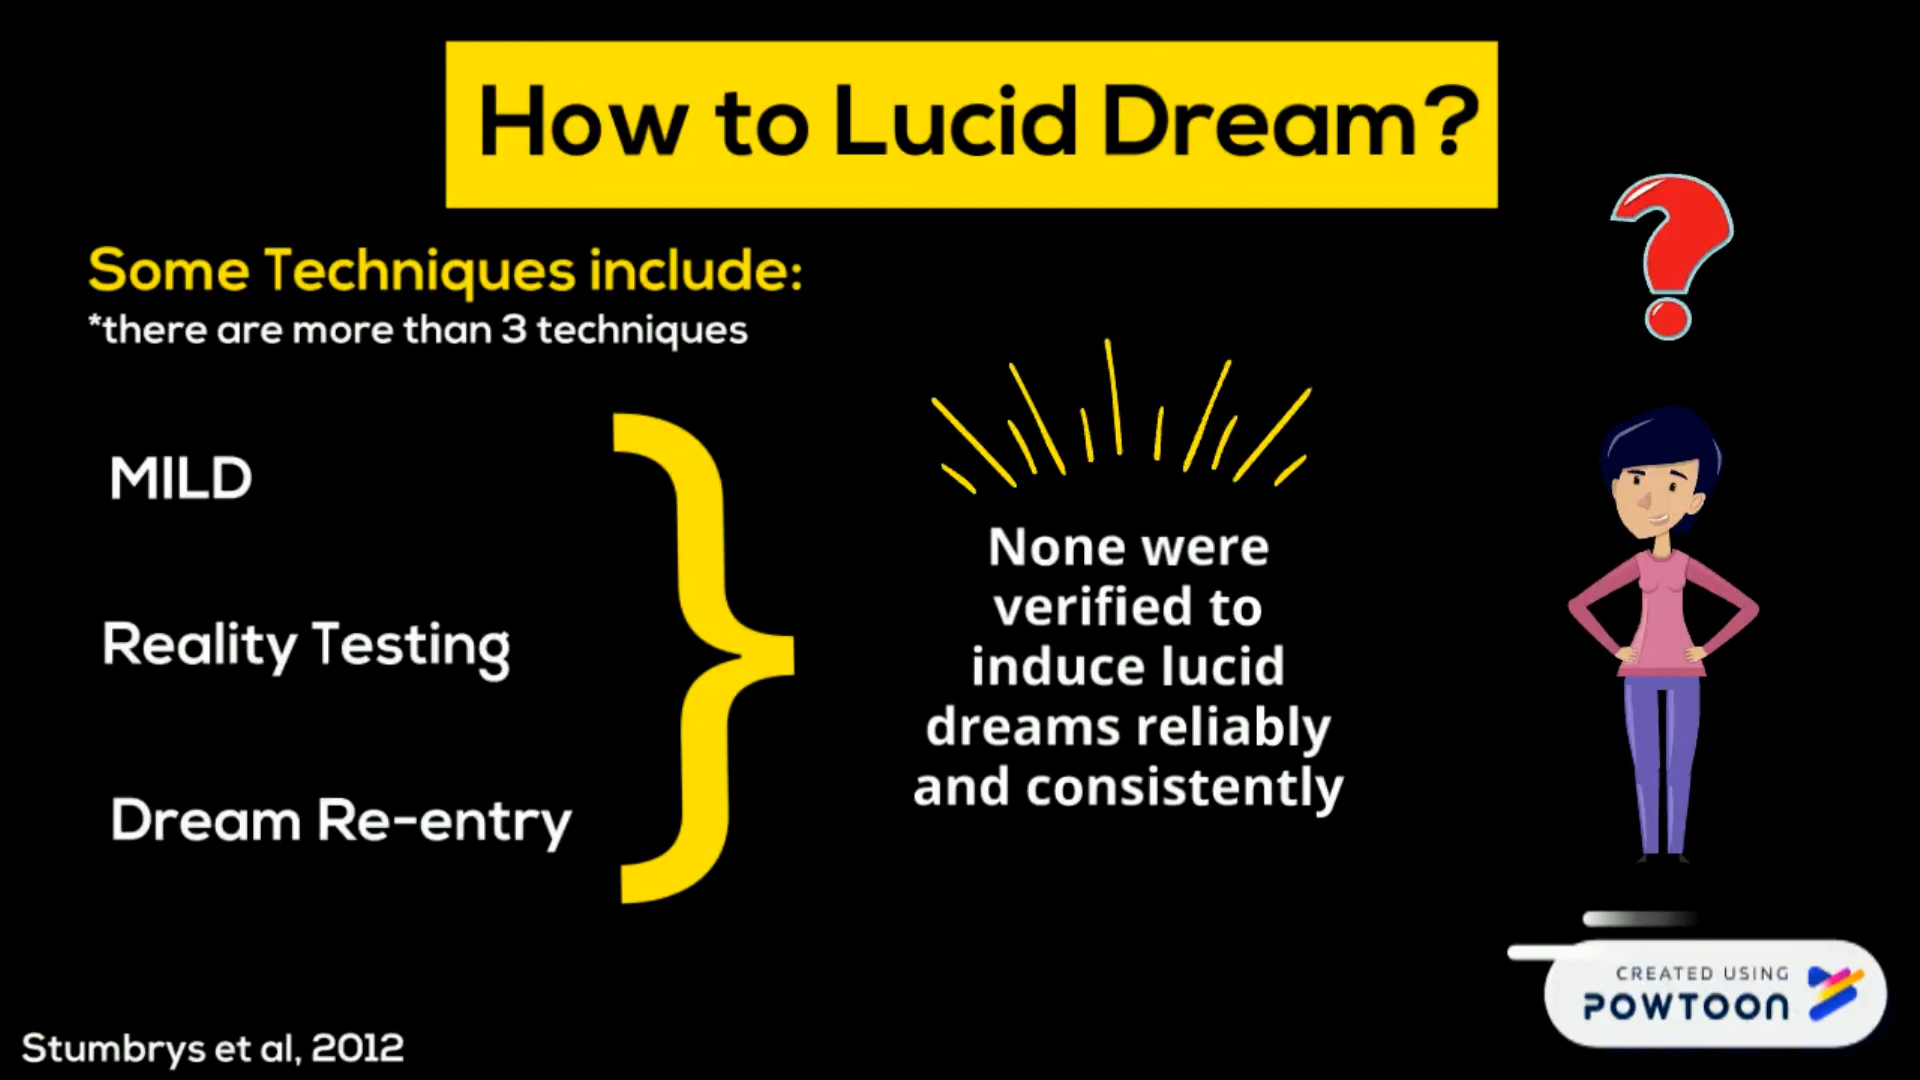 How to Lucid Dream?
Some Techniques include:
*there are more than 3 techniques
MILD
Reality Testing
Dream Re-entry
None were
verified to
induce lucid
dreams reliably
and consistently
CREATED USING
POWTOON
Stumbrys et al, 2012